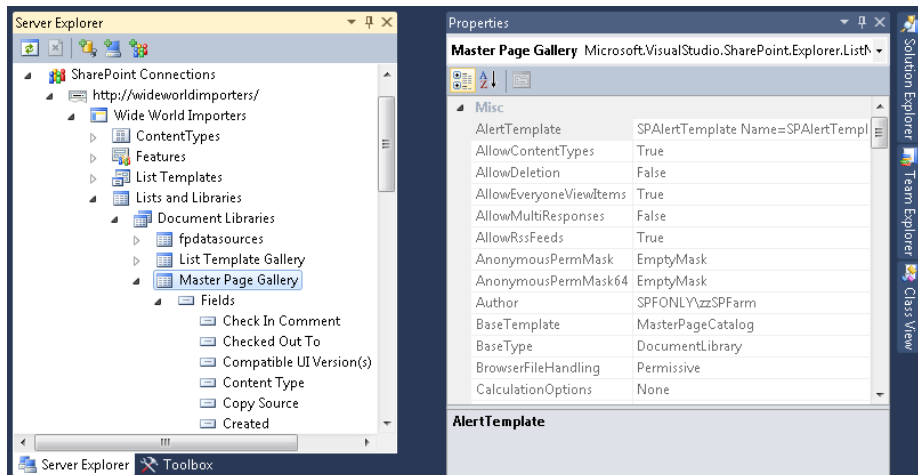 Server Explorer
SharePoint Connections
http://wideworldimporters/
Wide World Importers
ContentTypes
Features
List Templates
Lists and Libraries
Document Libraries
fpdatasources
List Template Gallery
Master Page Gallery
Fields
Check In Comment
Checked Out To
Compatible UI Version(s)
Content Type
Copy Source
Created
Server Explorer Toolbox
Properties
Master Page Gallery Microsoft.VisualStudio.SharePoint.Explorer.ListN
Misc
AlertTemplate SPAlertTemplate Name=SPAlertTempl
AllowContentTypes True
AllowDeletion False
AllowEveryoneViewItems True
AllowMultiResponses False
AllowRssFeeds True
AnonymousPermMask EmptyMask
AnonymousPermMask64 EmptyMask
Author SPFONLY\zzSPFarm
BaseTemplate MasterPageCatalog
BaseType DocumentLibrary
BrowserFileHandling Permissive
CalculationOptions None
AlertTemplate
Solution Explorer
Team Explorer
Class View